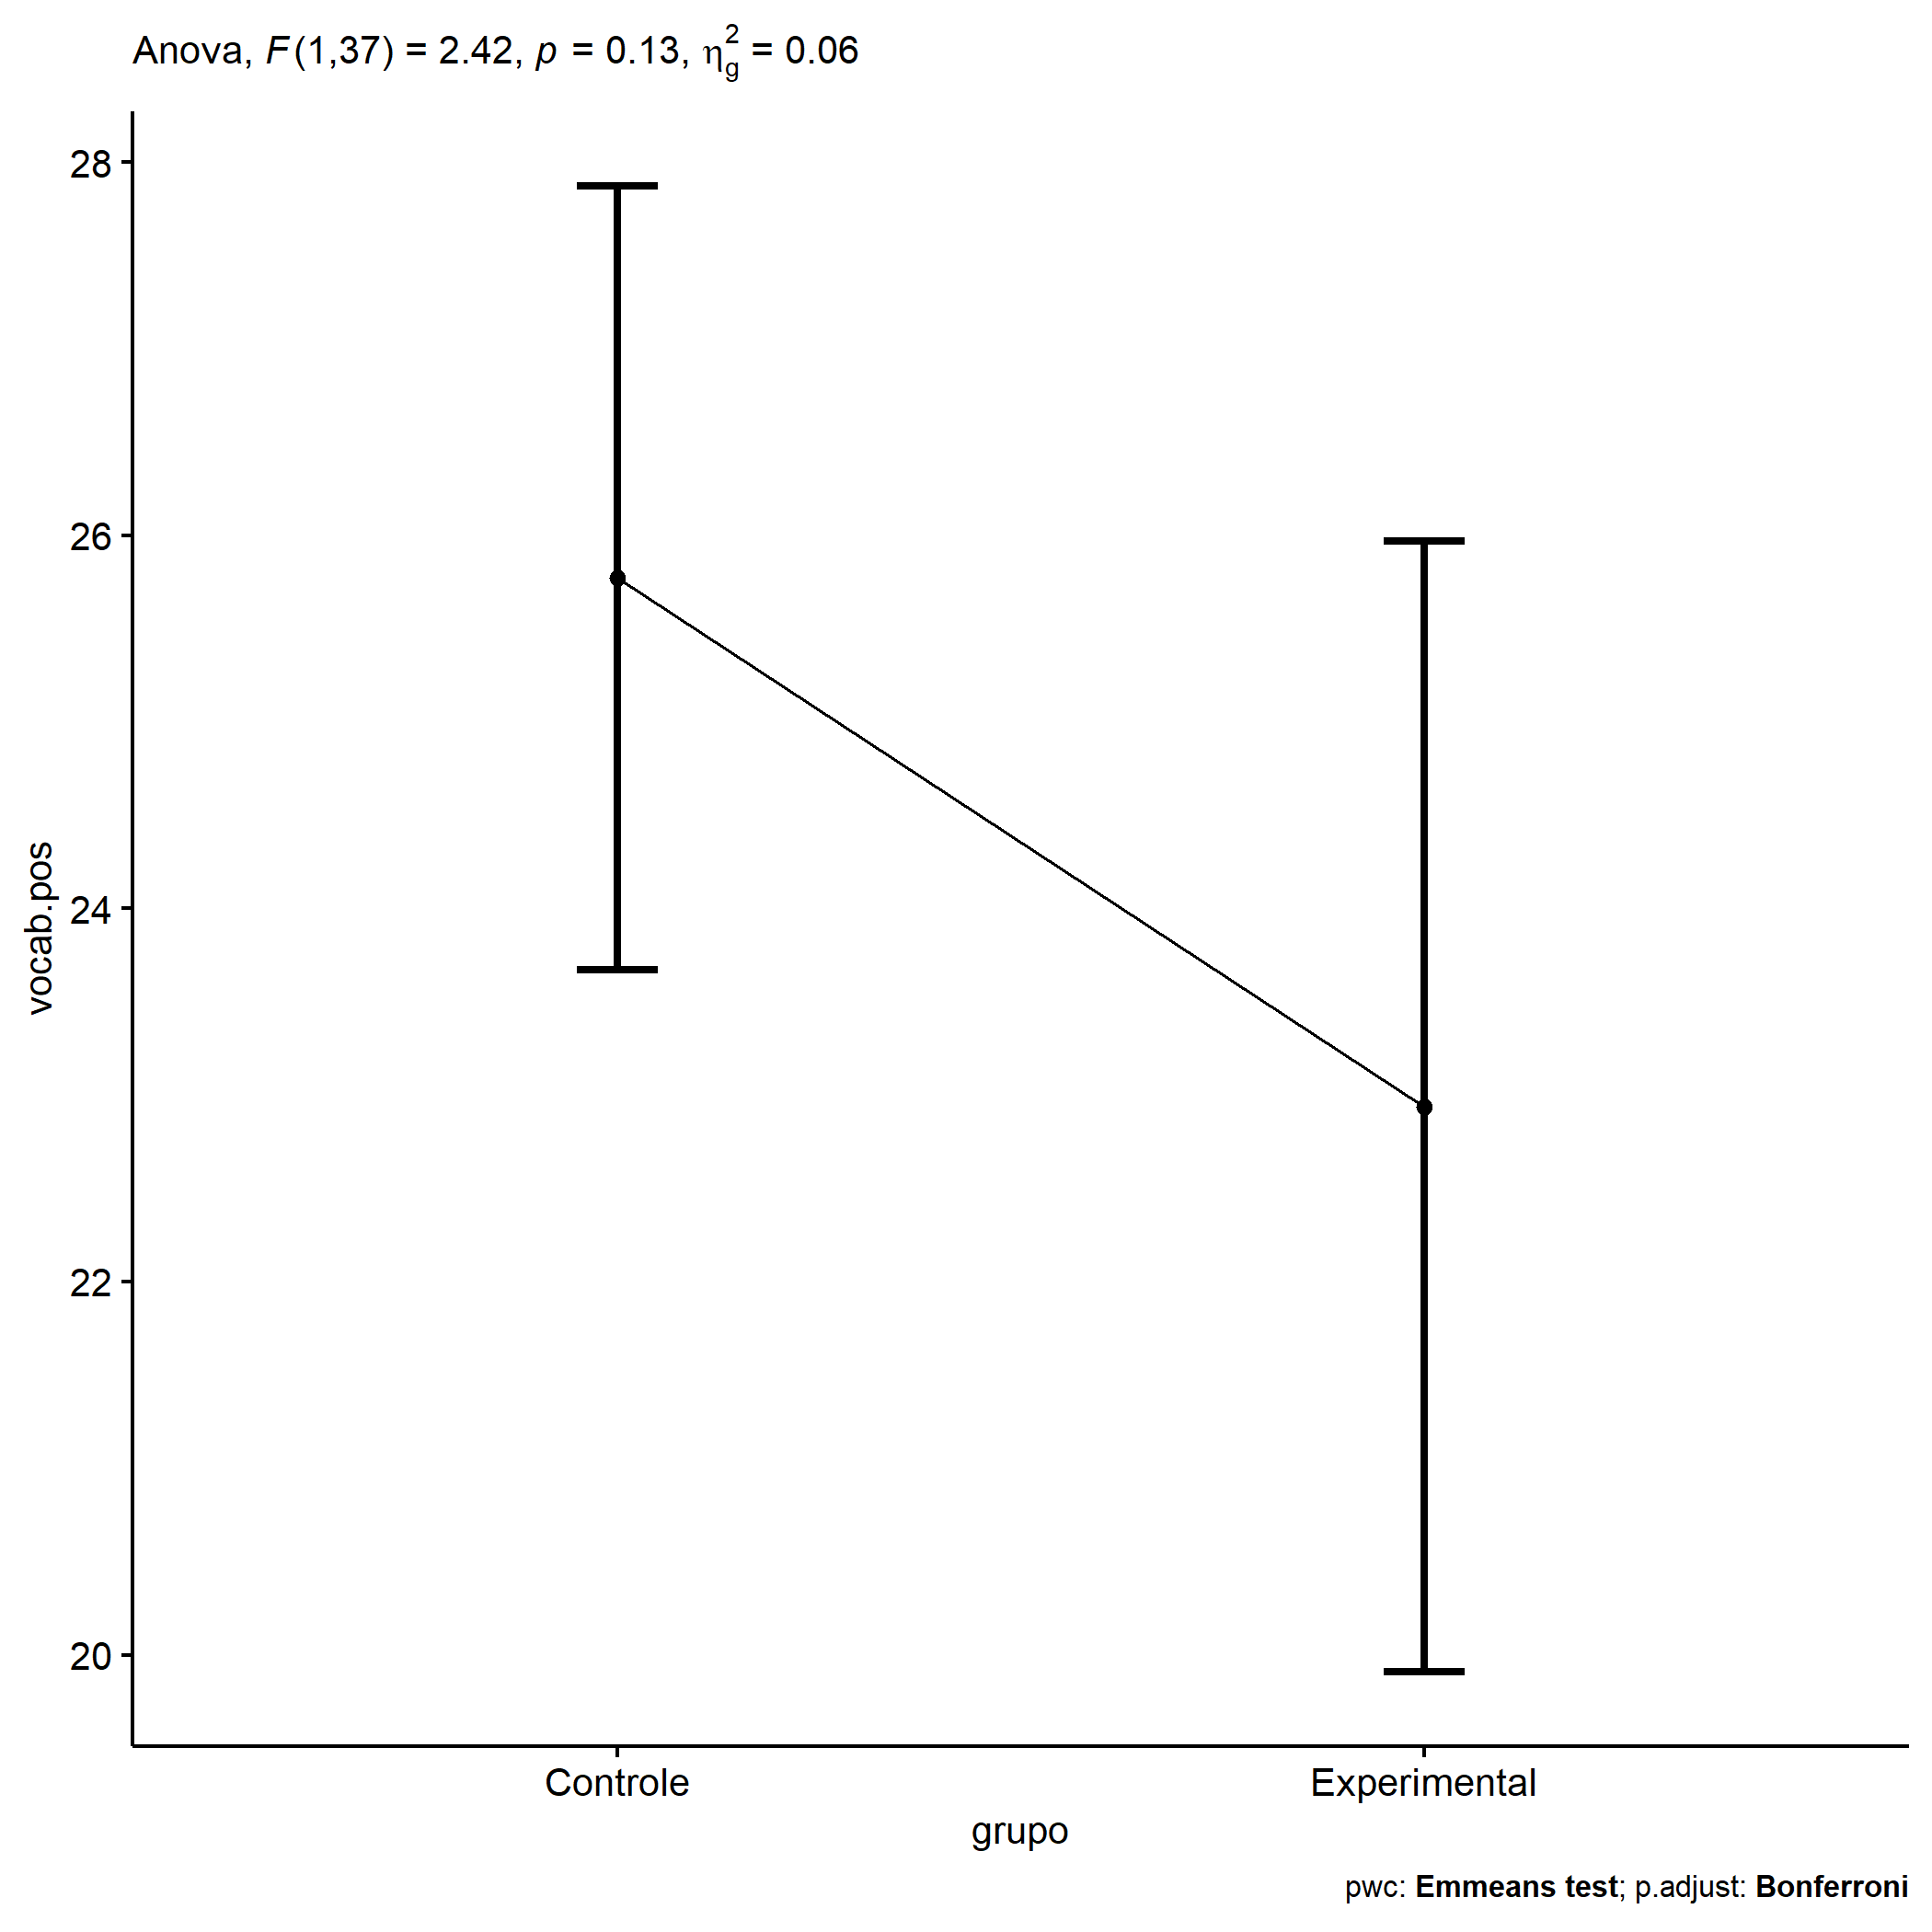 Anova, F(1,37) = 2.42, p = 0.13, η²g = 0.06
28
26
24
22
20
vocab.pos
Controle Experimental
grupo
pwc: Emmeans test; p.adjust: Bonferroni